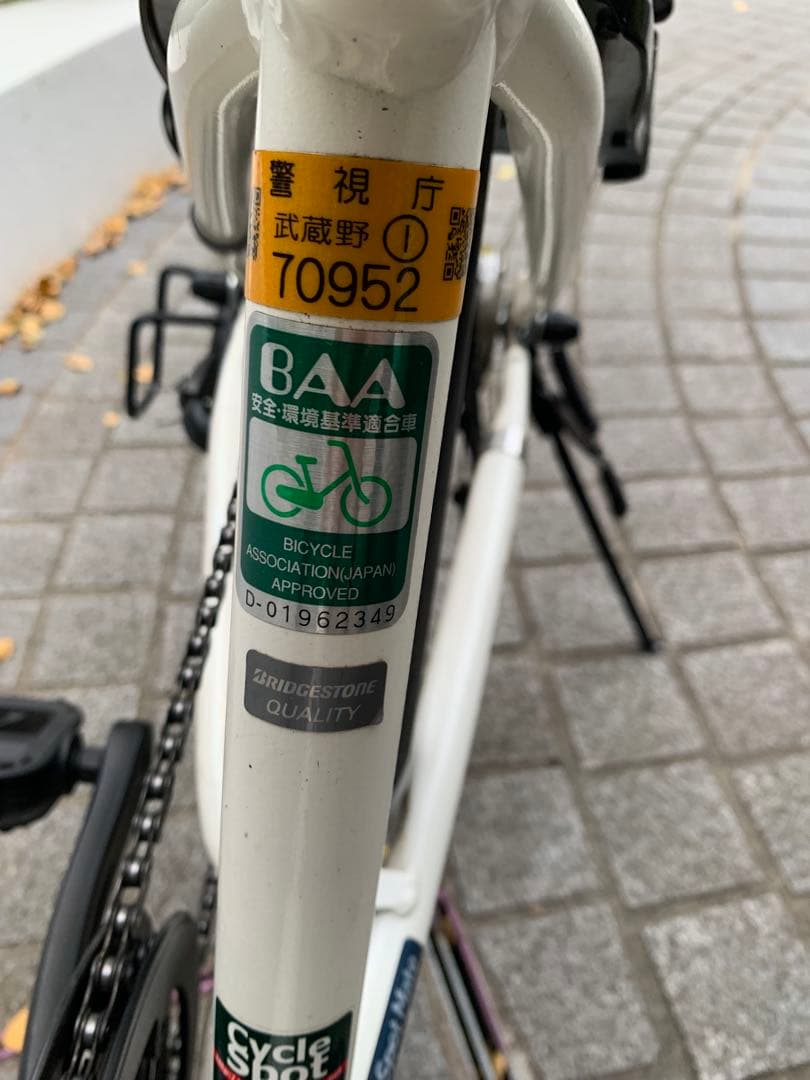 警視庁
武蔵野 Ⓘ
70952
BAA
安全・環境基準適合車
BICYCLE
ASSOCIATION(JAPAN)
APPROVED
D-01962349
BRIDGESTONE
QUALITY
Cycle
Spot